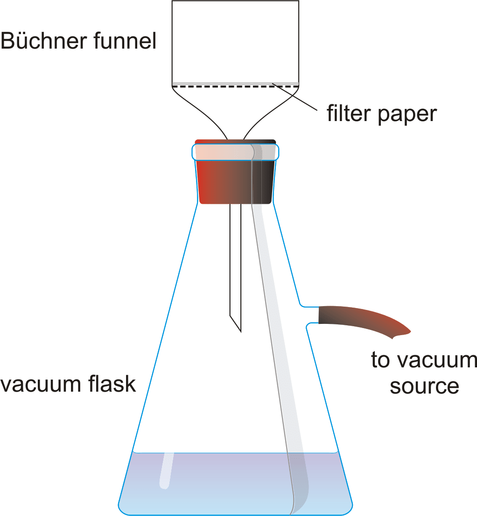 Büchner funnel
filter paper
to vacuum
source
vacuum flask